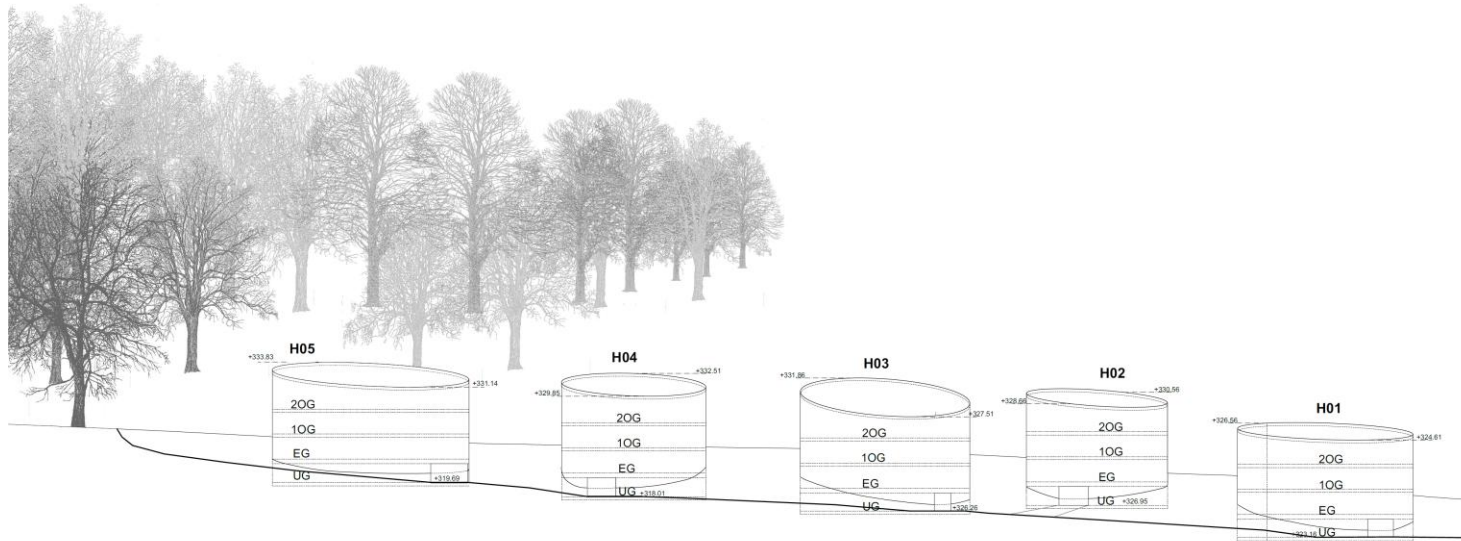 H05
+333.83
+331.14
2OG
1OG
EG
UG
+319.69
H04
+332.51
+329.85
2OG
1OG
EG
UG
+318.01
H03
+331.86
+327.51
2OG
1OG
EG
UG
+326.26
H02
+330.56
+328.66
2OG
1OG
EG
UG
+326.95
H01
+326.56
+324.61
2OG
1OG
EG
UG
+323.18